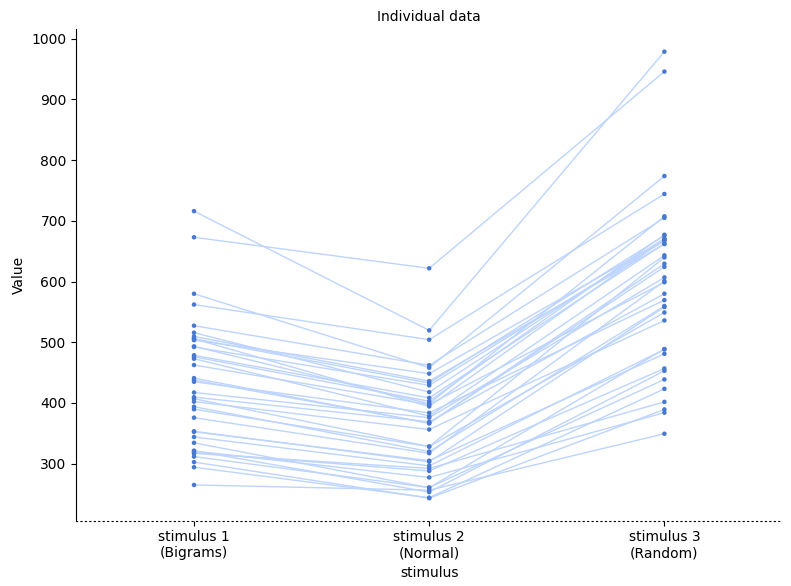 Individual data
1000
900
800
700
600
500
400
300
Value
stimulus 1
(Bigrams)
stimulus 2
(Normal)
stimulus 3
(Random)
stimulus